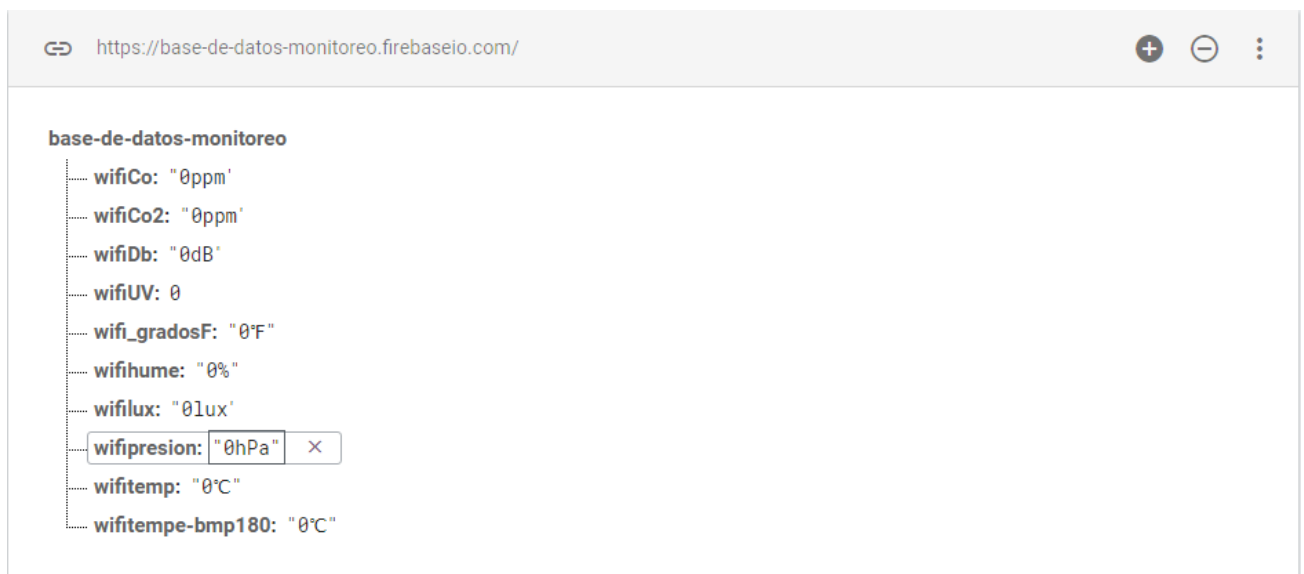 https://base-de-datos-monitoreo.firebaseio.com/
base-de-datos-monitoreo
wifiCo: "0ppm'
wifiCo2: "0ppm'
wifiDb: "0dB'
wifiUV: 0
wifi_gradosF: "0℉"
wifihume: "0%"
wifilux: "0lux'
wifipresion: "0hPa" ×
wifitemp: "0℃"
wifitempe-bmp180: "0℃"